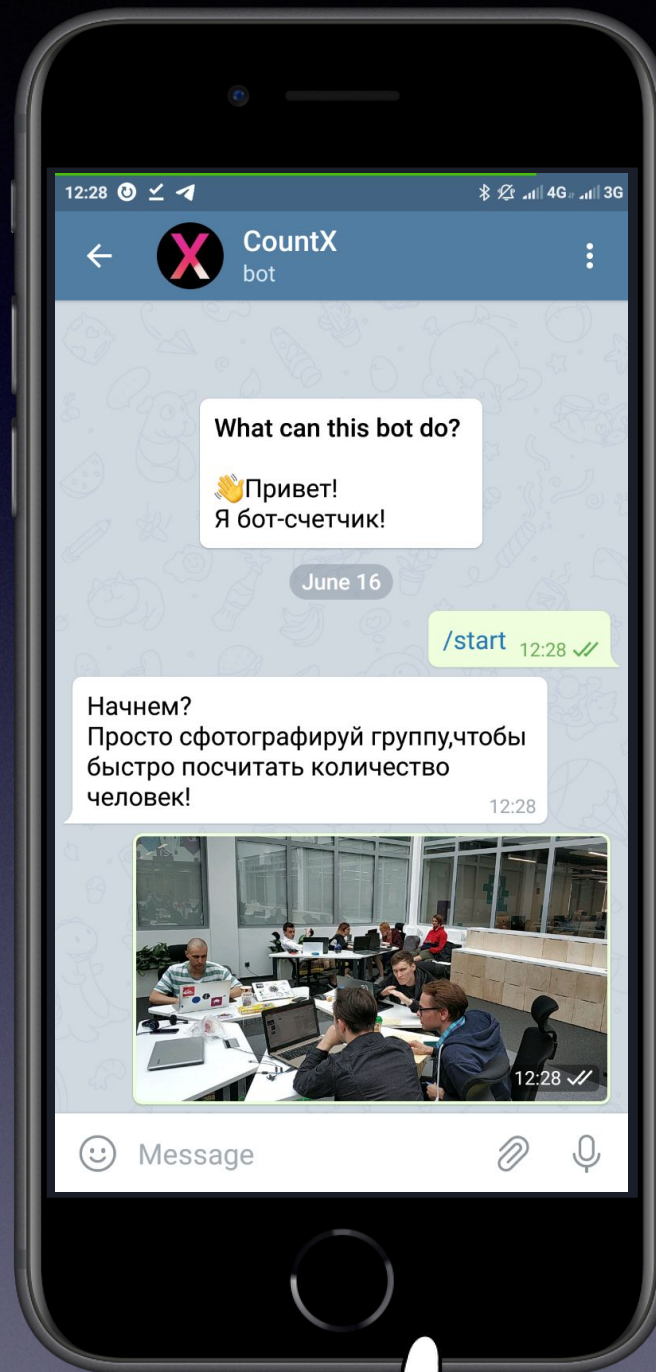 12:28
4G 3G
CountX
bot
What can this bot do?
👋Привет!
Я бот-счетчик!
June 16
/start 12:28
Начнем?
Просто сфотографируй группу,чтобы
быстро посчитать количество
человек!
12:28
12:28
Message